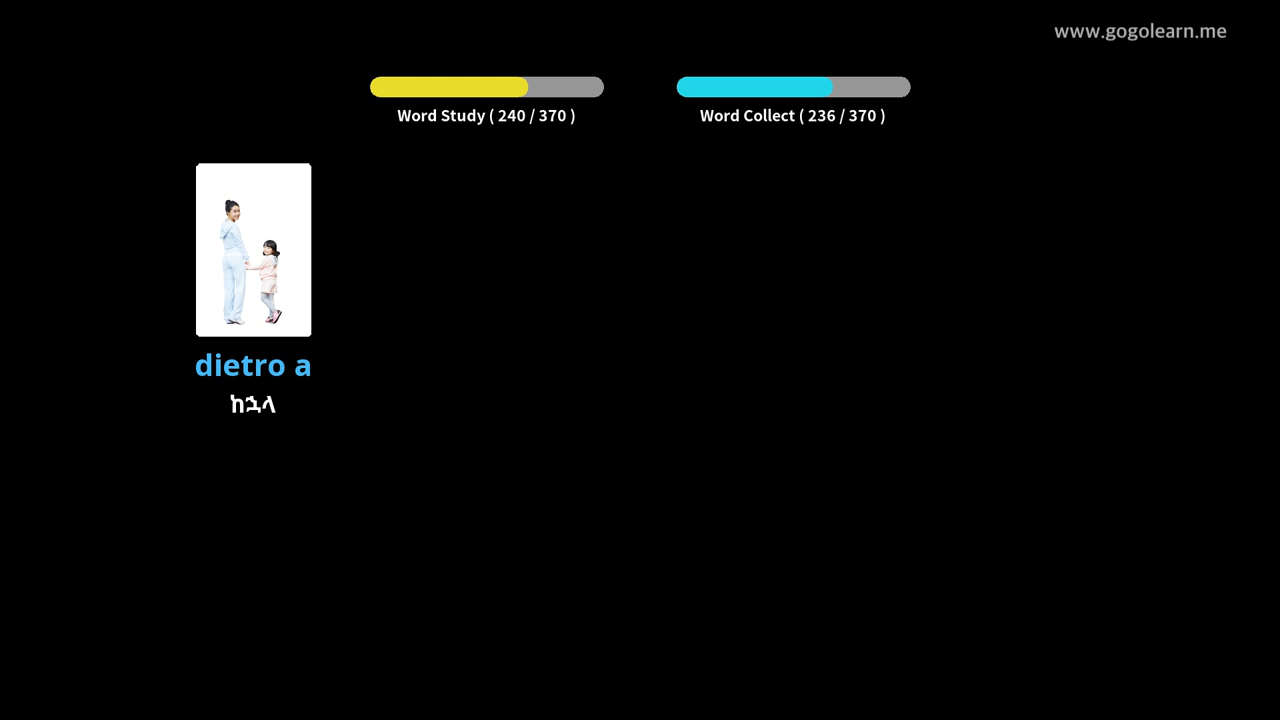 www.gogolearn.me
Word Study ( 240 / 370 )
Word Collect ( 236 / 370 )
dietro a
ከኋላ